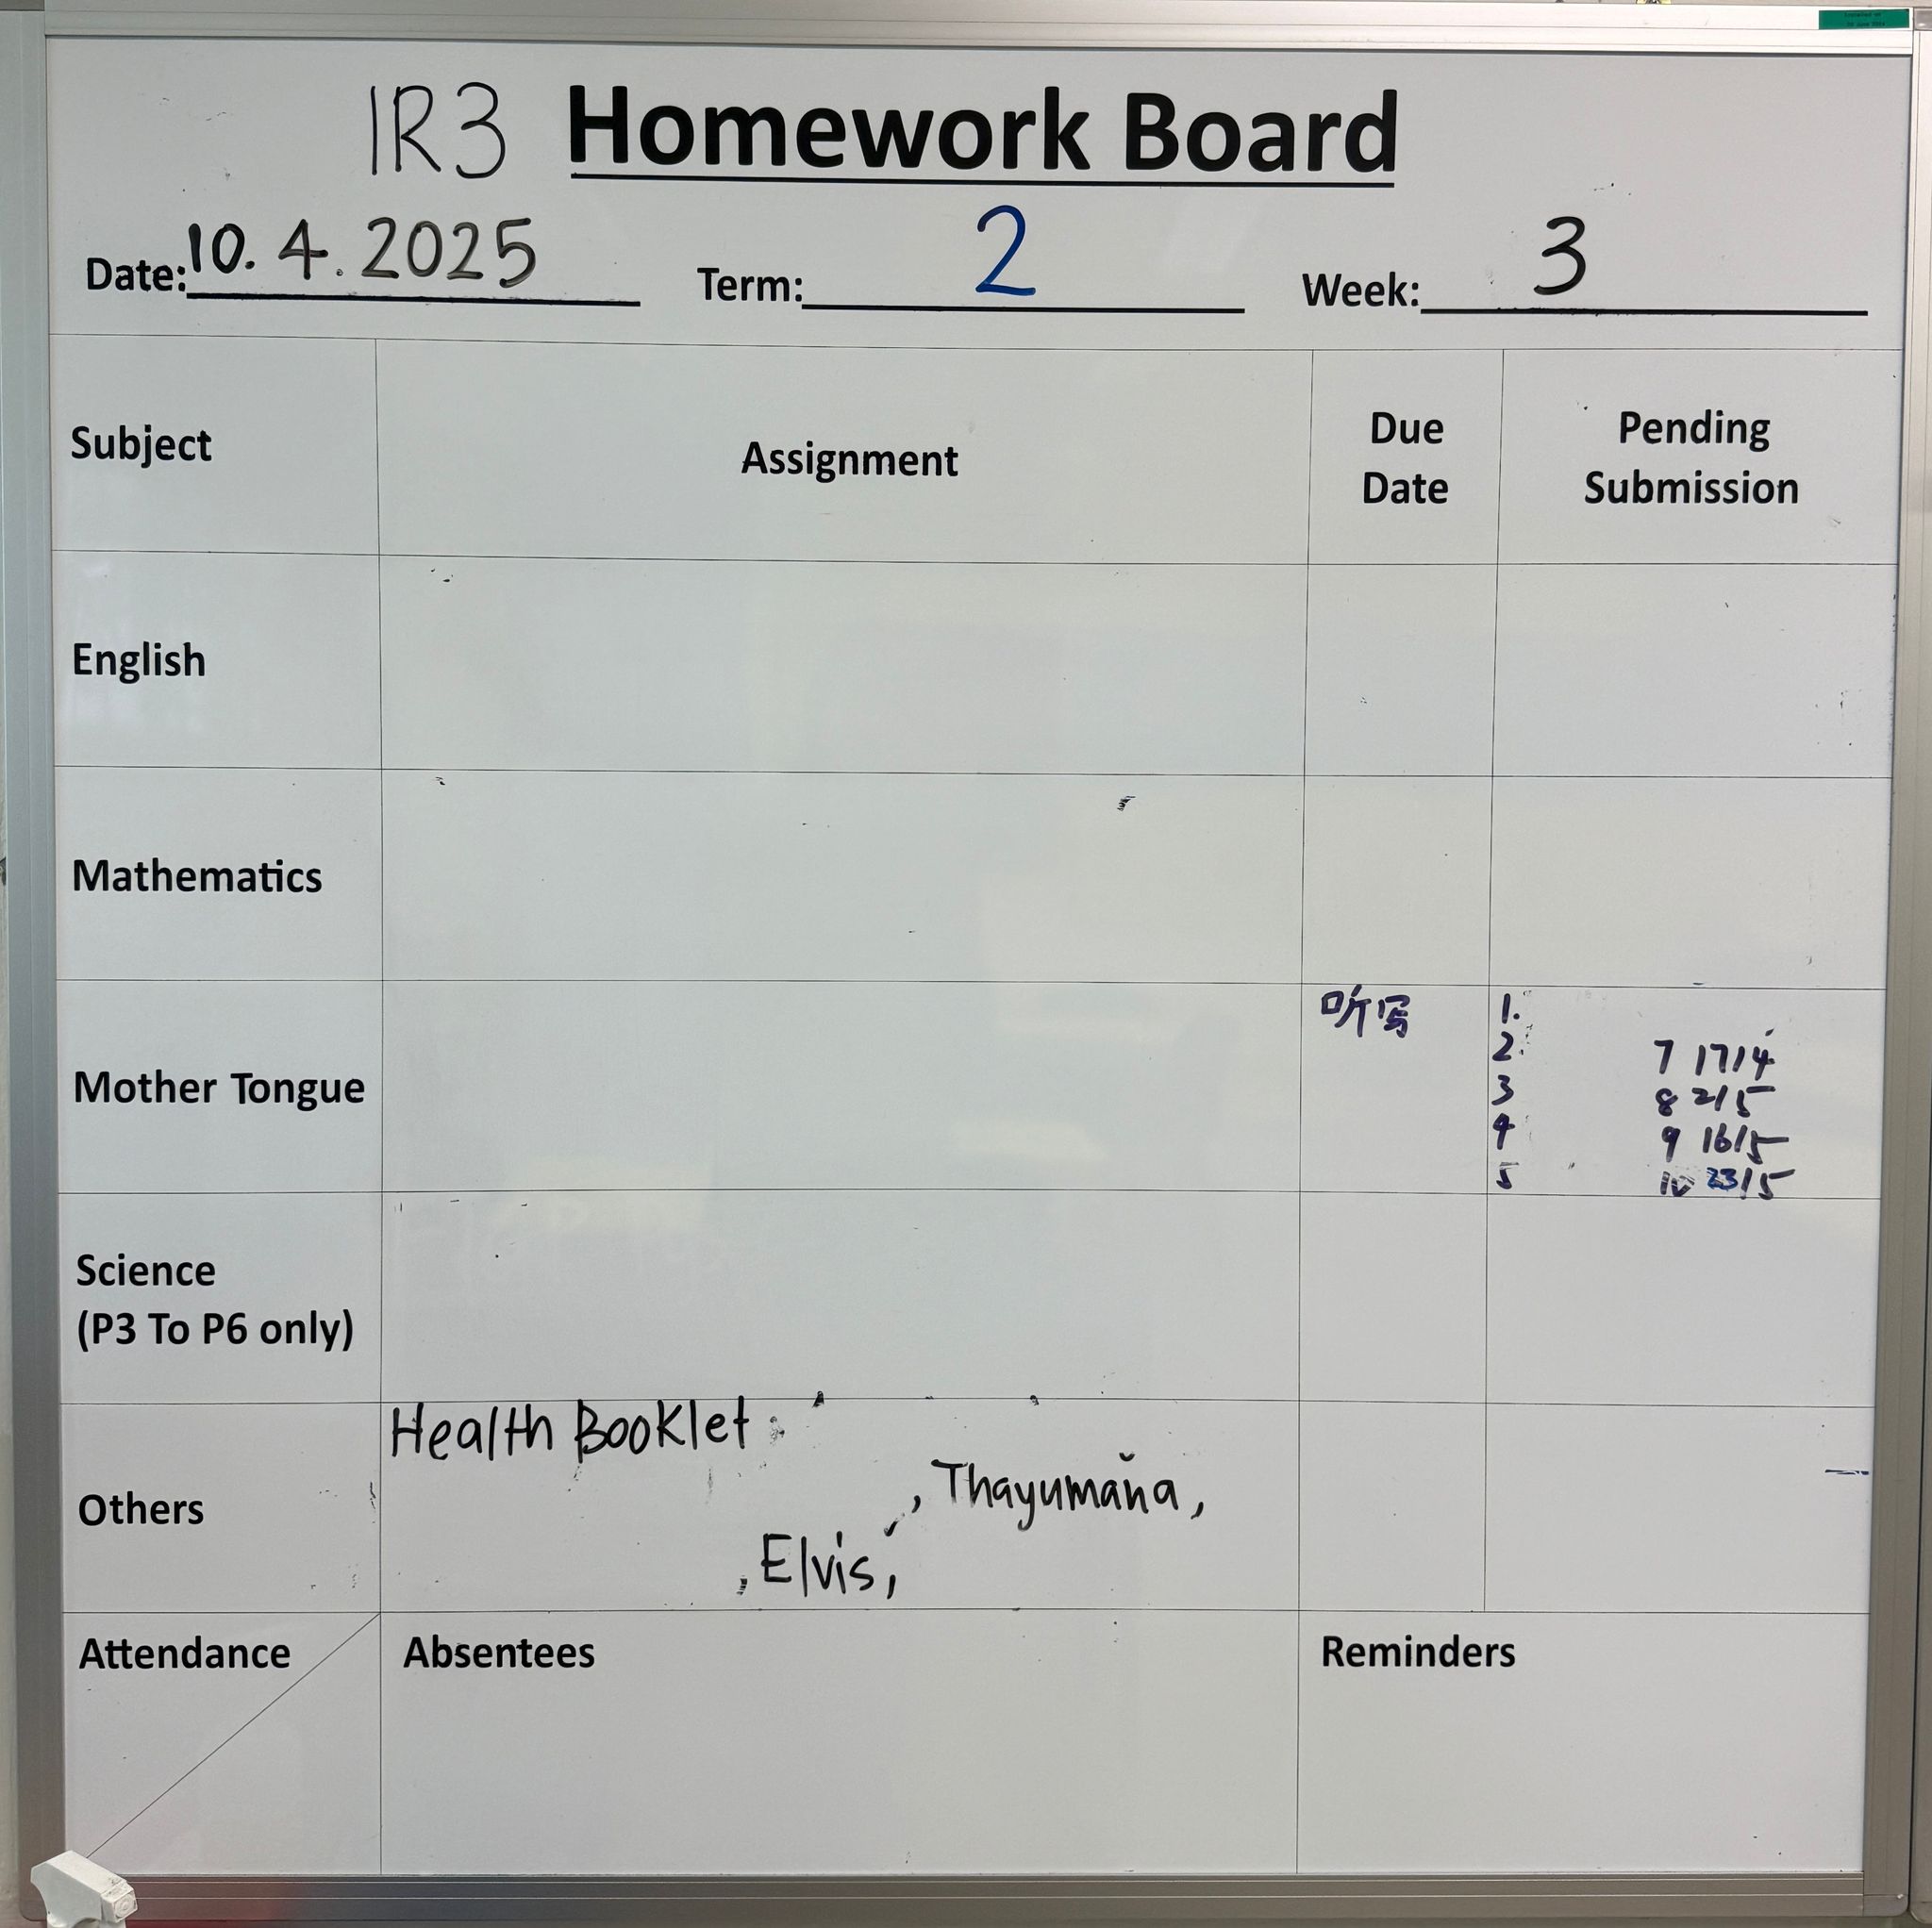 1R3 Homework Board
Date: 10.4.2025 Term: 2 Week: 3
Subject Assignment Due Date Pending Submission
English
Mathematics
Mother Tongue 听写
1.
2. 7 17/4
3 8 2/5
4 9 16/5
5 10 23/5
Science
(P3 To P6 only)
Others Health Booklet:
, Thayumana,
, Elvis,
Attendance Absentees Reminders